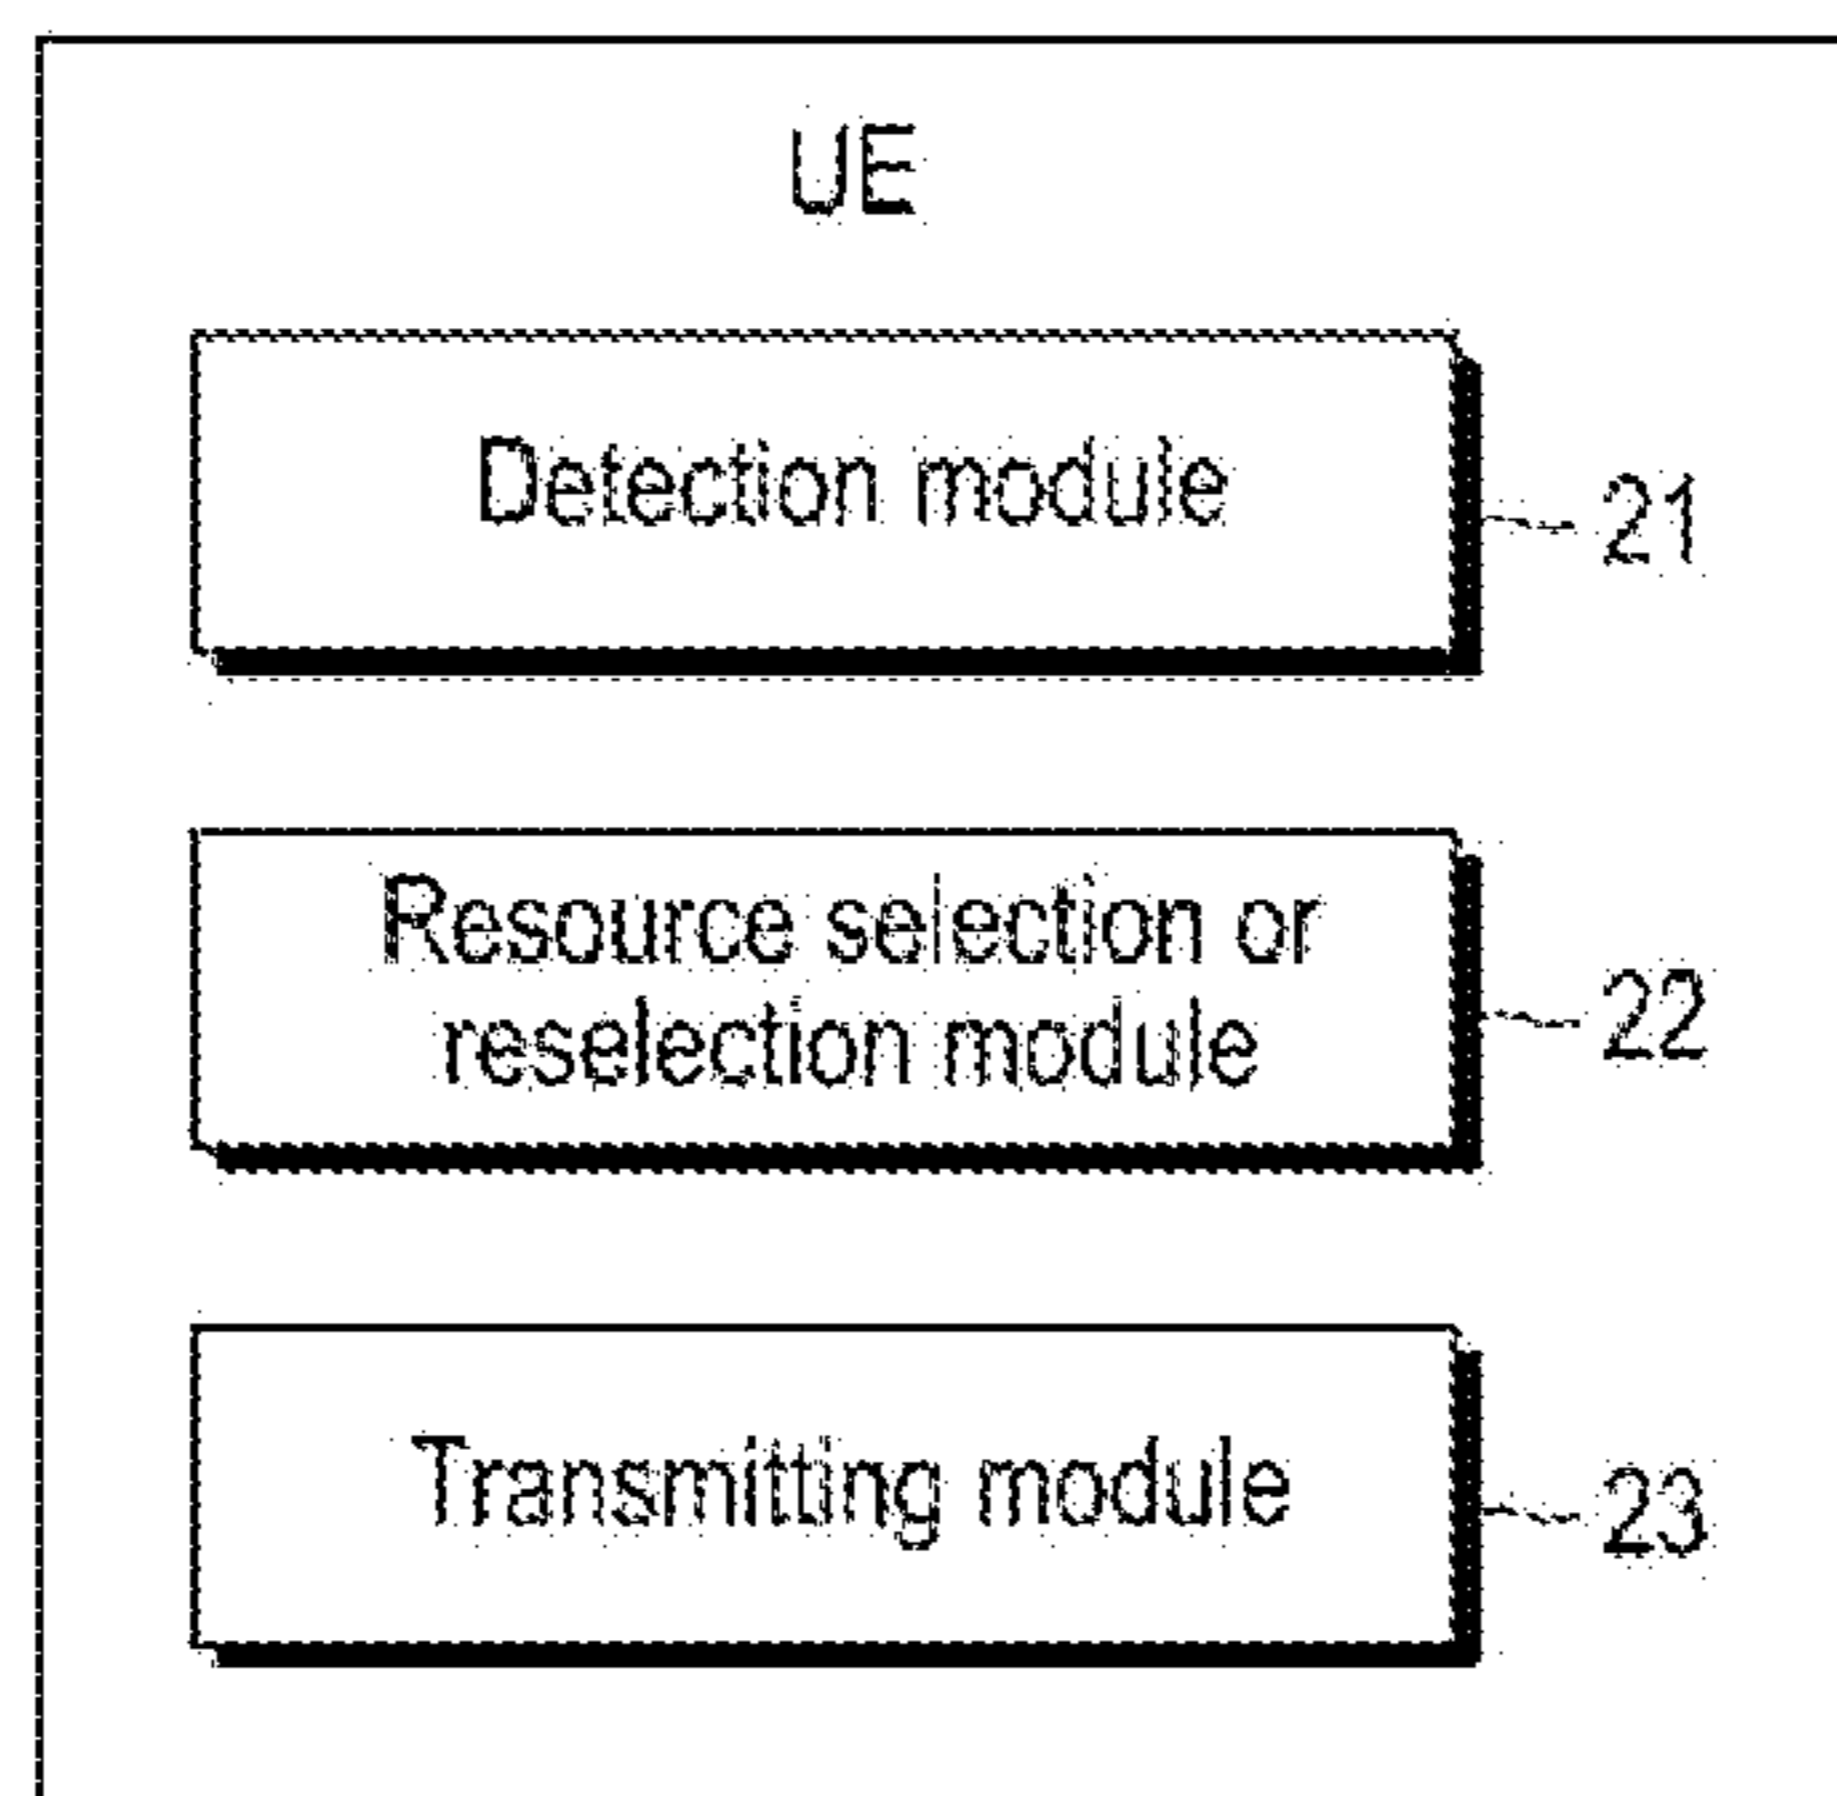 UE
Detection module
21
Resource selection or
reselection module
22
Transmitting module
23